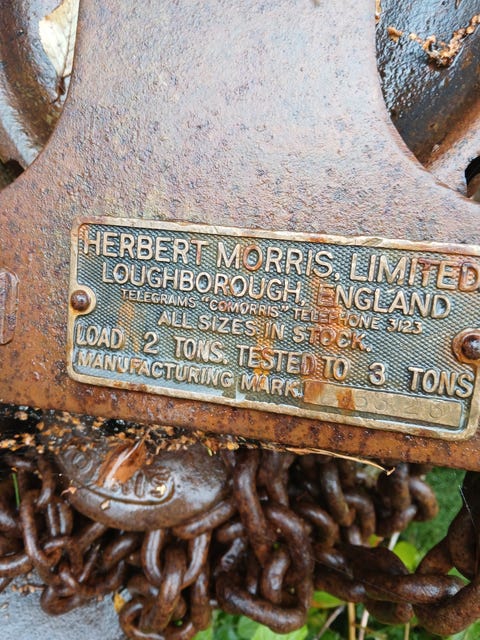 HERBERT MORRIS, LIMITED
LOUGHBOROUGH, ENGLAND
TELEGRAMS "COMORRIS" TELEPHONE 3123
ALL SIZES IN STOCK.
LOAD 2 TONS. TESTED TO 3 TONS
MANUFACTURING MARK.